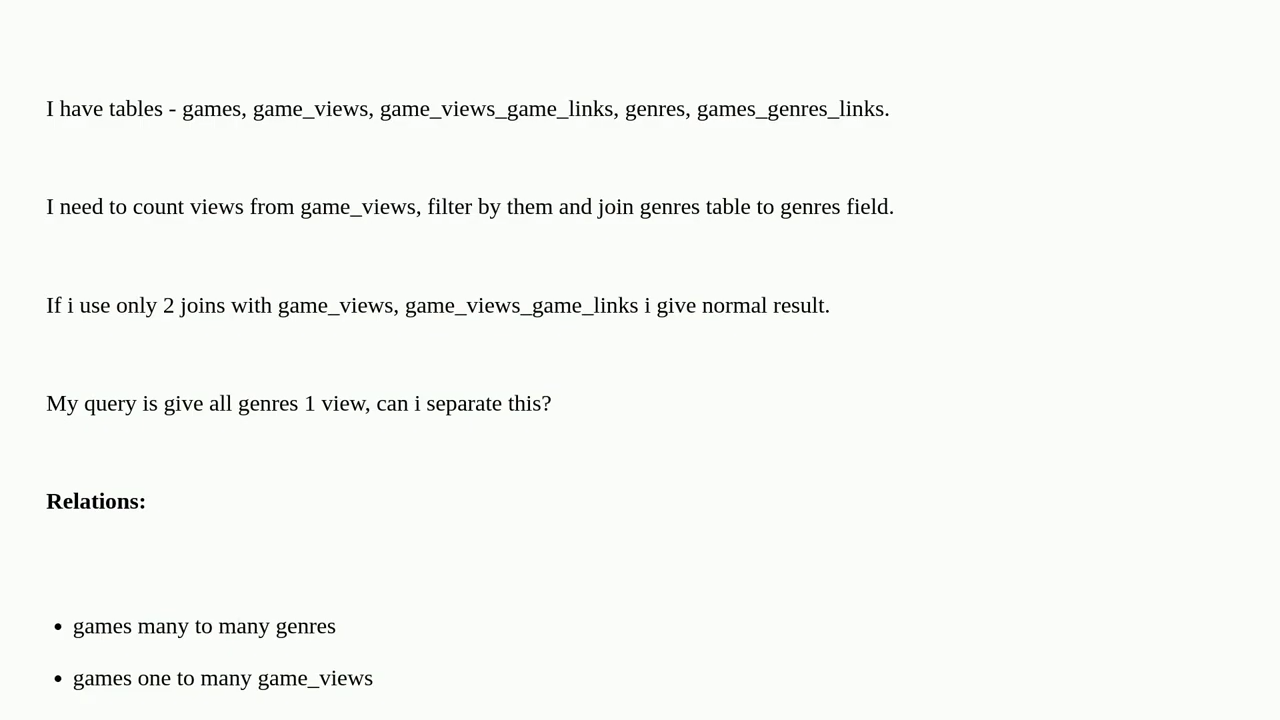 I have tables - games, game_views, game_views_game_links, genres, games_genres_links.
I need to count views from game_views, filter by them and join genres table to genres field.
If i use only 2 joins with game_views, game_views_game_links i give normal result.
My query is give all genres 1 view, can i separate this?
Relations:
• games many to many genres
• games one to many game_views